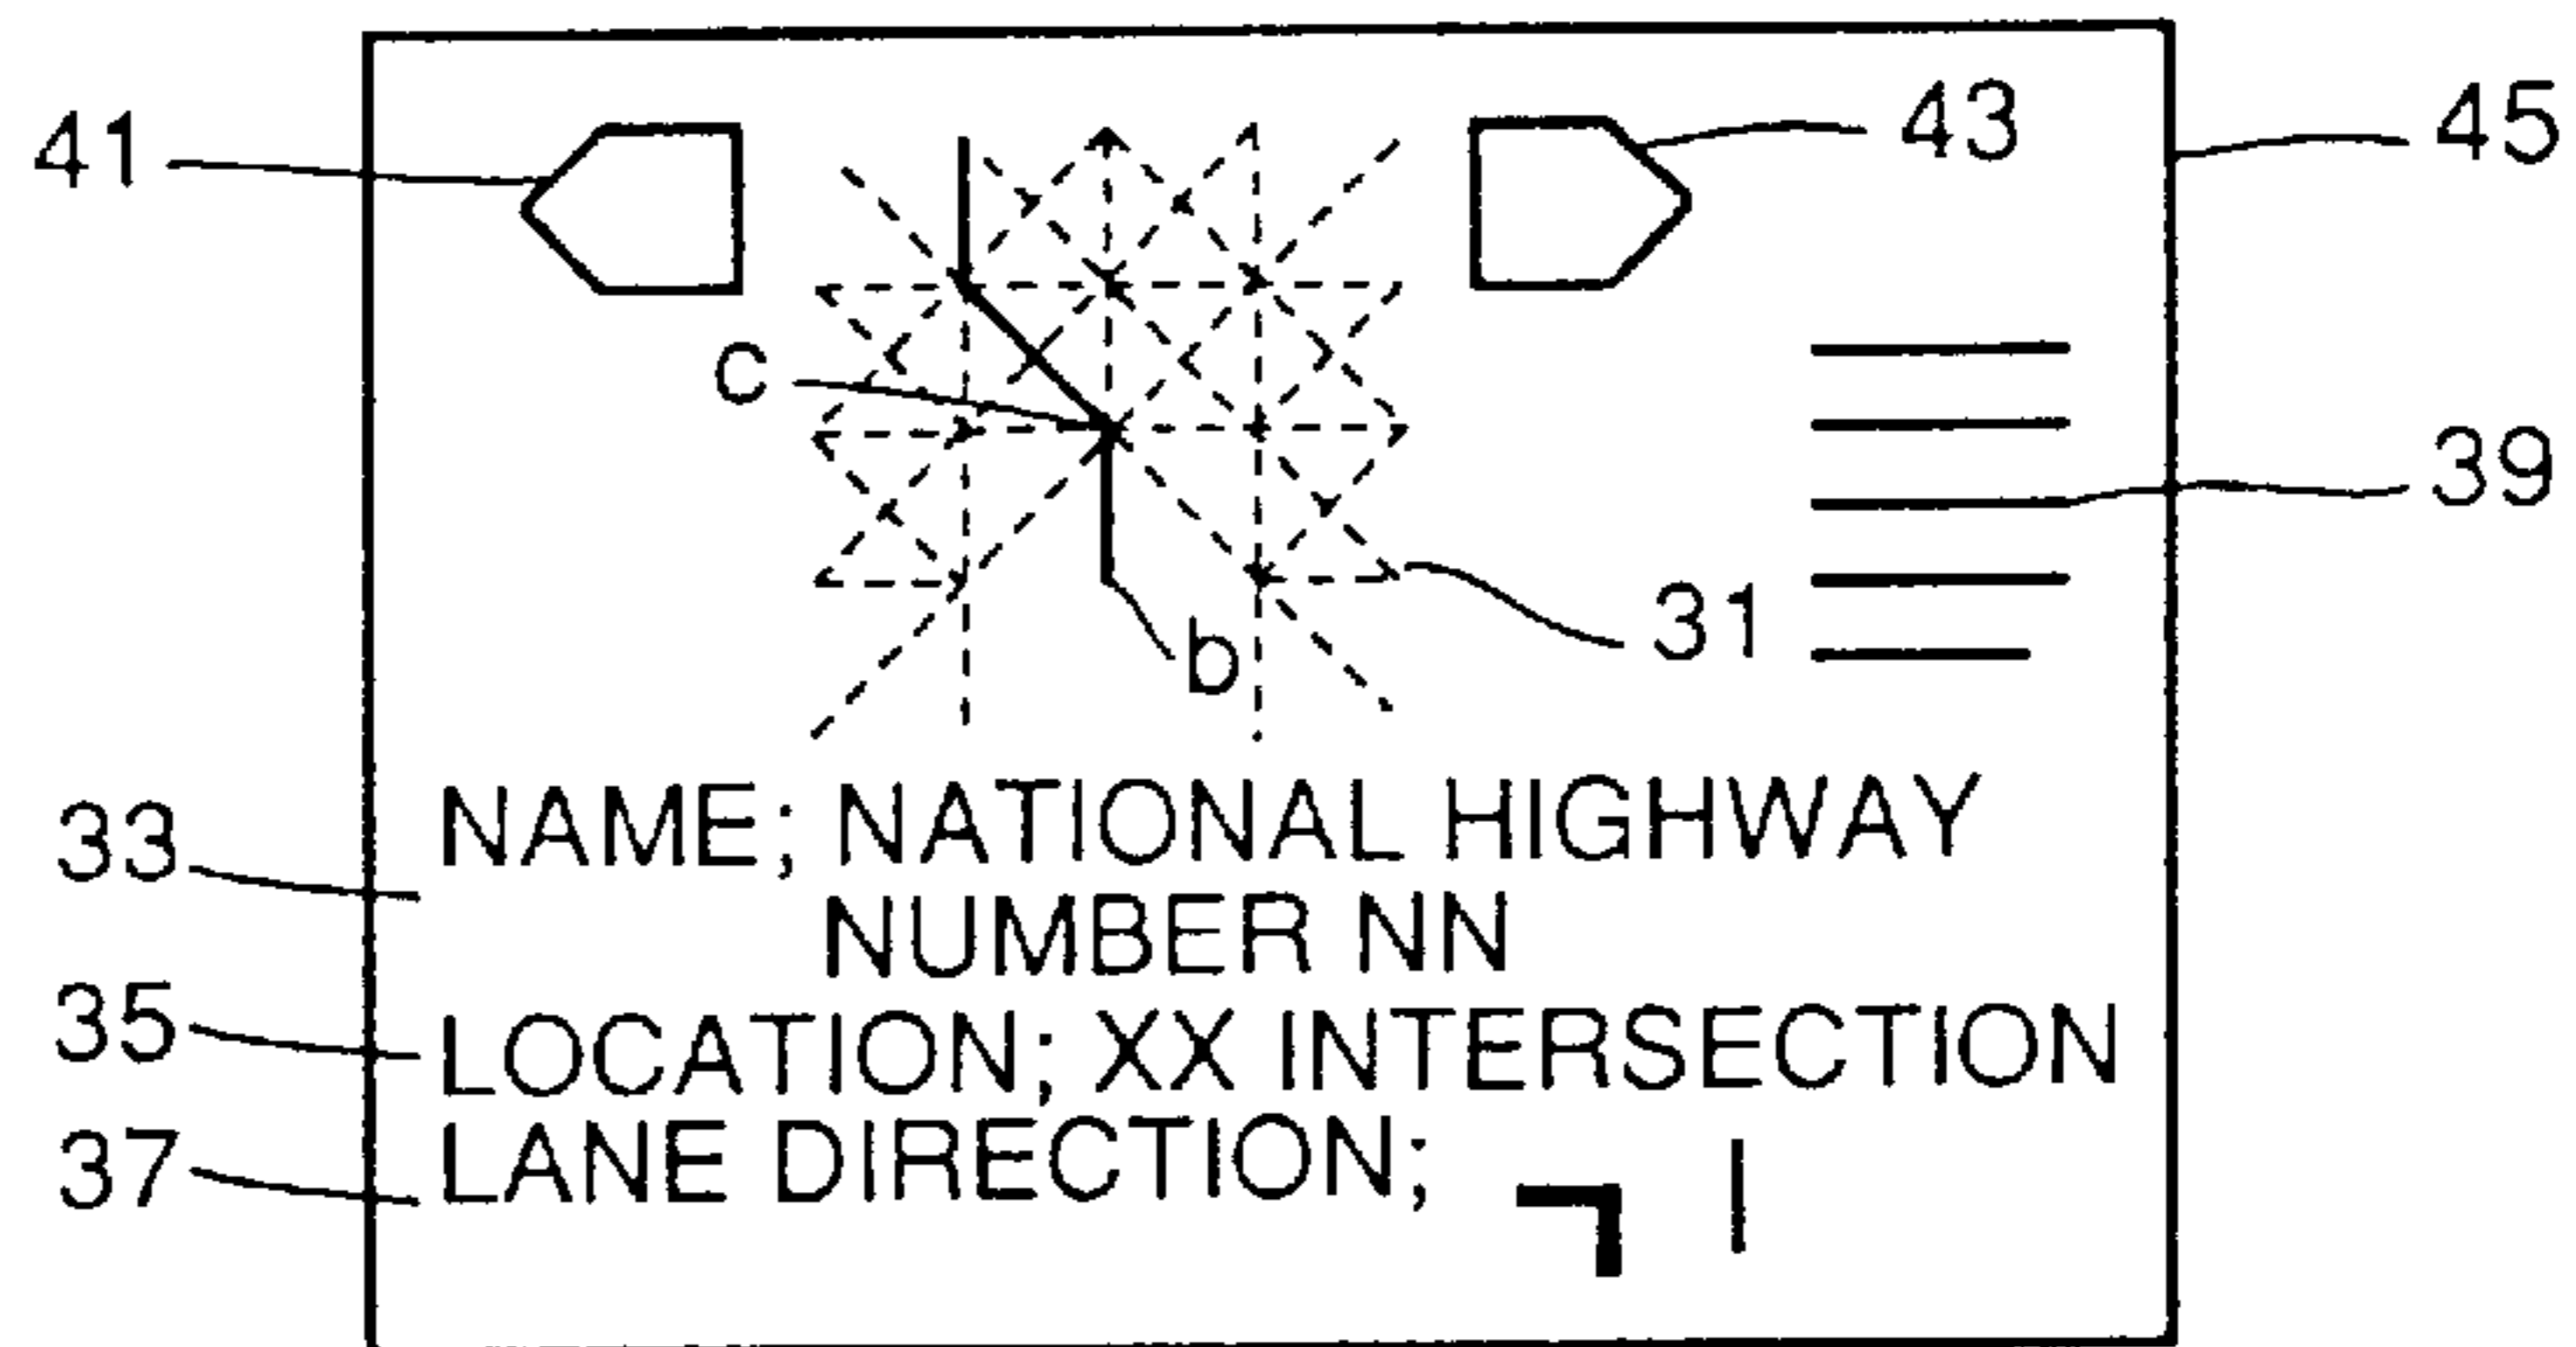 41
43
45
c
39
31
b
33
NAME; NATIONAL HIGHWAY
NUMBER NN
35
LOCATION; XX INTERSECTION
37
LANE DIRECTION;